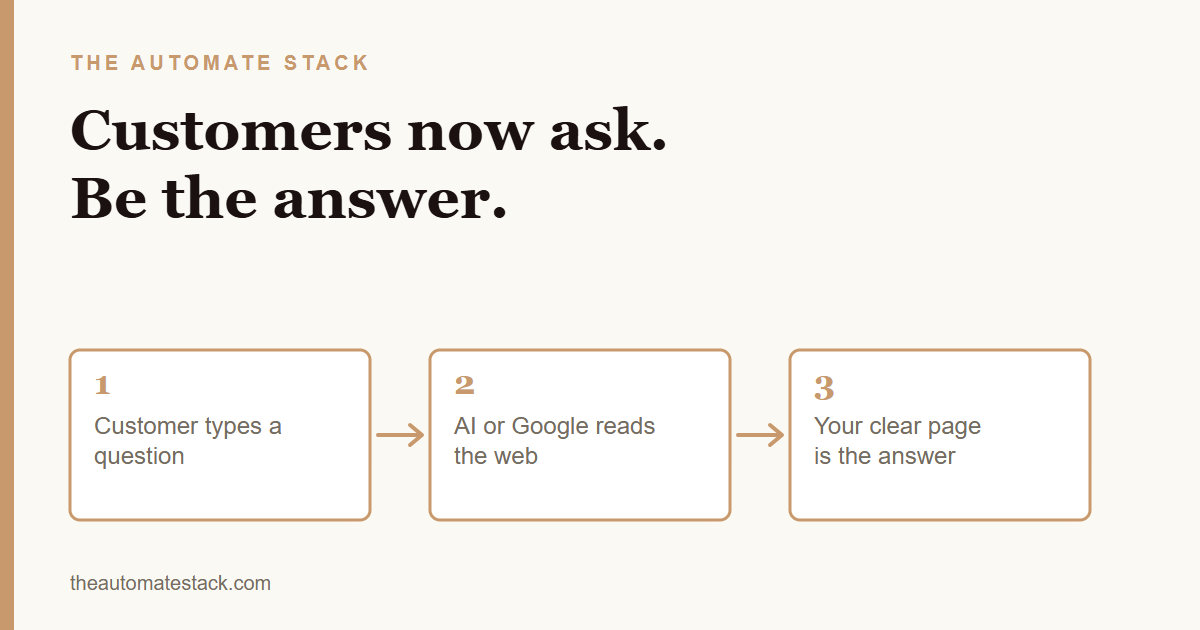 THE AUTOMATE STACK
Customers now ask.
Be the answer.
1
Customer types a
question
2
AI or Google reads
the web
3
Your clear page
is the answer
theautomatestack.com